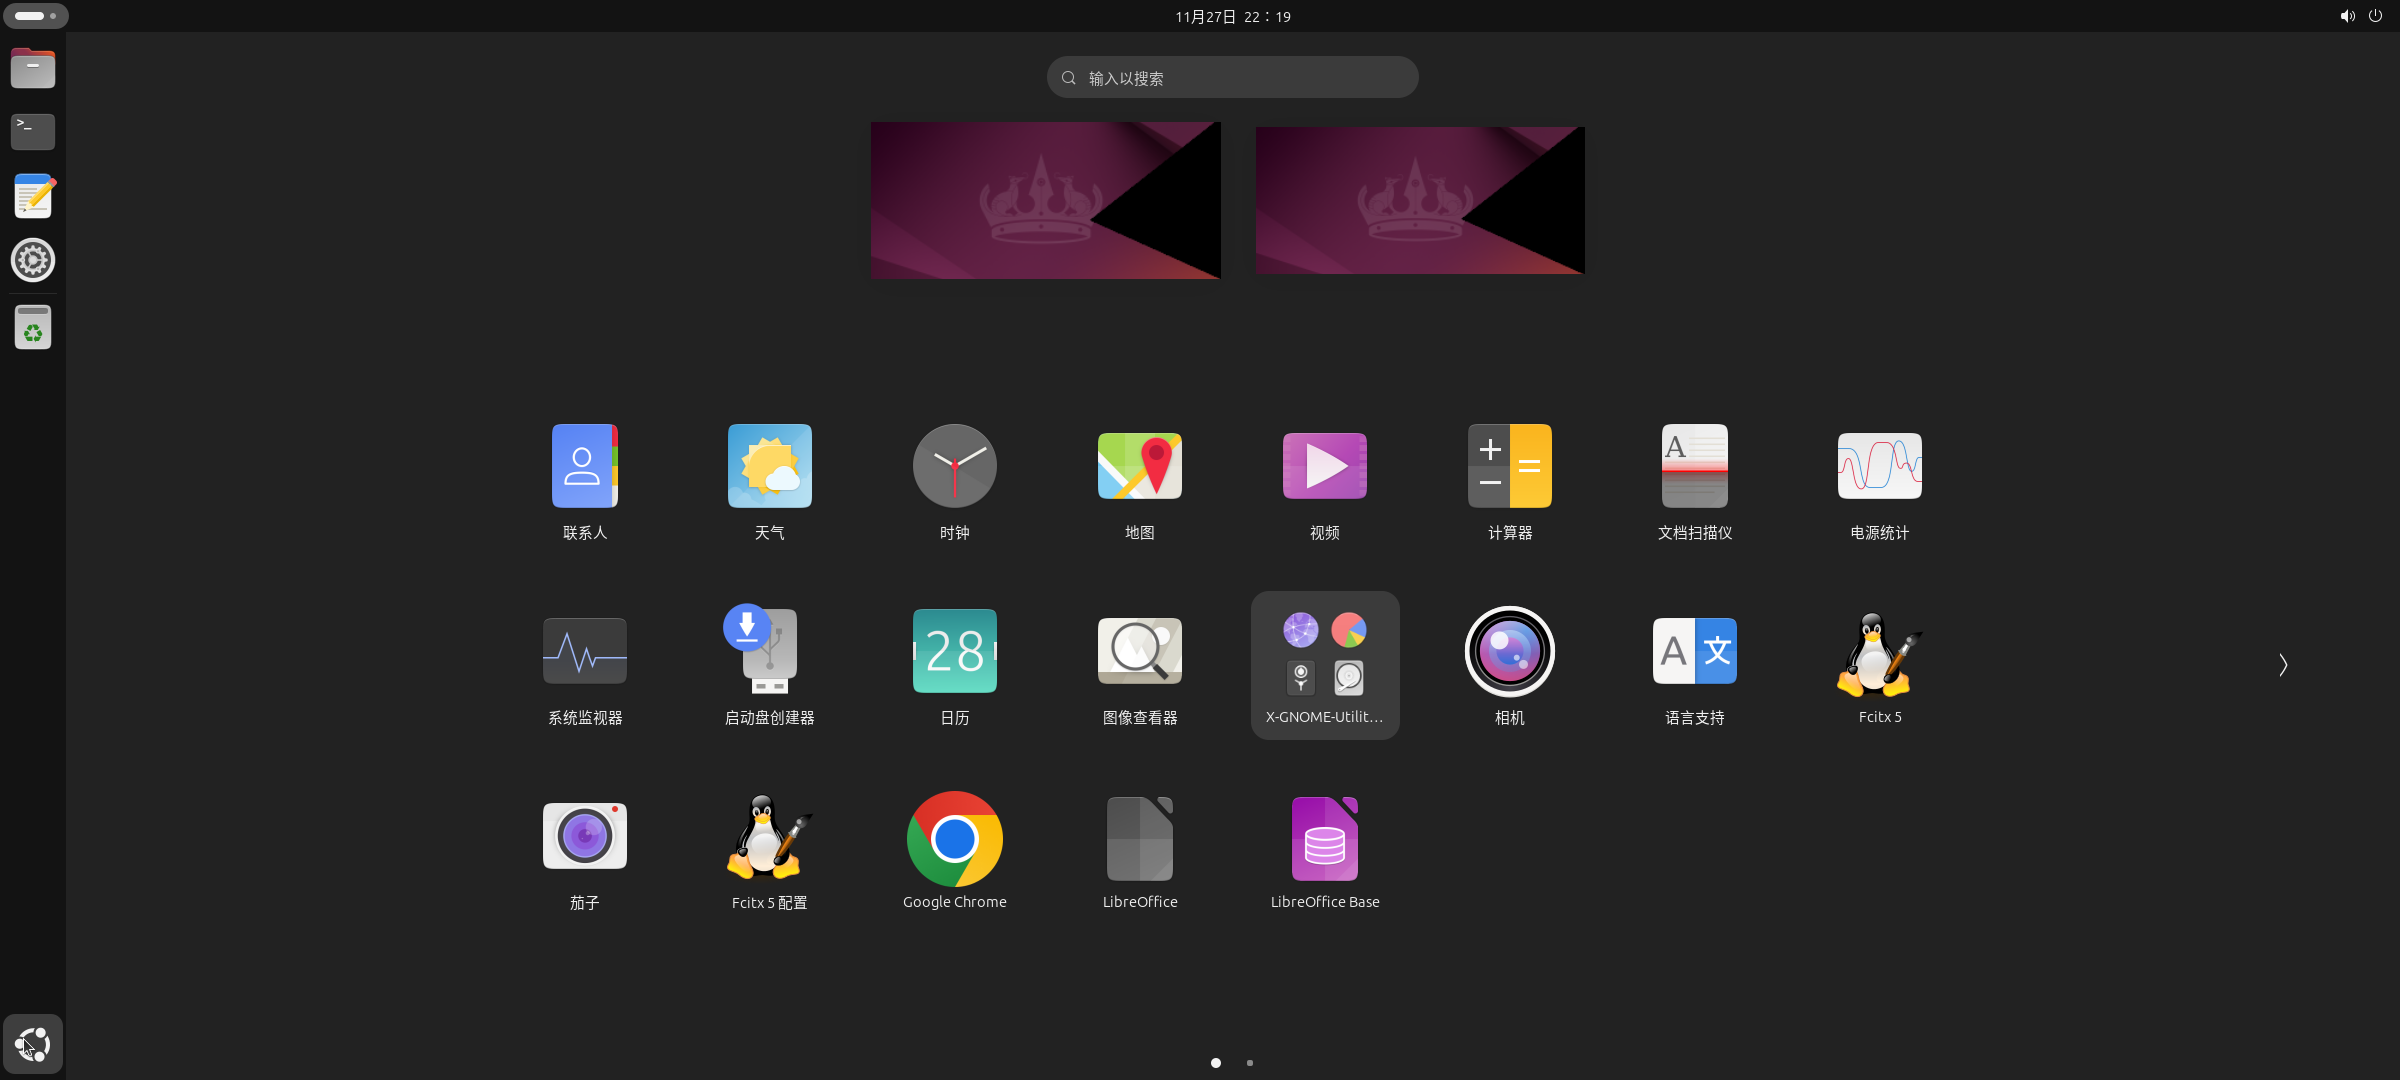 11月27日 22：19
输入以搜索
>_
联系人
天气
时钟
地图
视频
计算器
A
文档扫描仪
电源统计
系统监视器
启动盘创建器
28
日历
图像查看器
X-GNOME-Utilit…
相机
A 文
语言支持
Fcitx 5
茄子
Fcitx 5 配置
Google Chrome
LibreOffice
LibreOffice Base